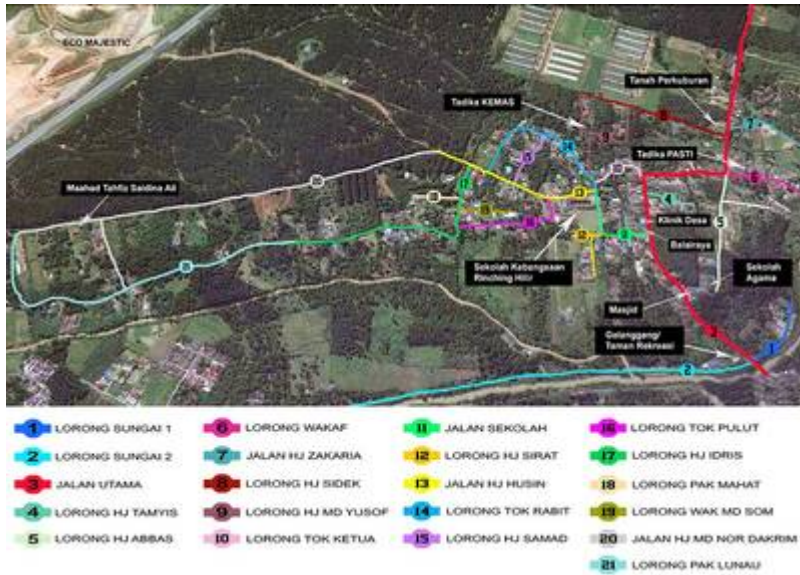 ECO MAJESTIC
Tanah Perkuburan
Tadika KEMAS
Tadika PASTI
Maahad Tahfiz Saidina Ali
Klinik Desa
Balairaya
Sekolah Kebangsaan
Rinching Hilir
Sekolah
Agama
Masjid
Gelanggang/
Taman Rekreasi
1 LORONG SUNGAI 1
2 LORONG SUNGAI 2
3 JALAN UTAMA
4 LORONG HJ TAMYIS
5 LORONG HJ ABBAS
6 LORONG WAKAF
7 JALAN HJ ZAKARIA
8 LORONG HJ SIDEK
9 LORONG HJ MD YUSOF
10 LORONG TOK KETUA
11 JALAN SEKOLAH
12 LORONG HJ SIRAT
13 JALAN HJ HUSIN
14 LORONG TOK RABIT
15 LORONG HJ SAMAD
16 LORONG TOK PULUT
17 LORONG HJ IDRIS
18 LORONG PAK MAHAT
19 LORONG WAK MD SOM
20 JALAN HJ MD NOR DAKRIM
21 LORONG PAK LUNAU